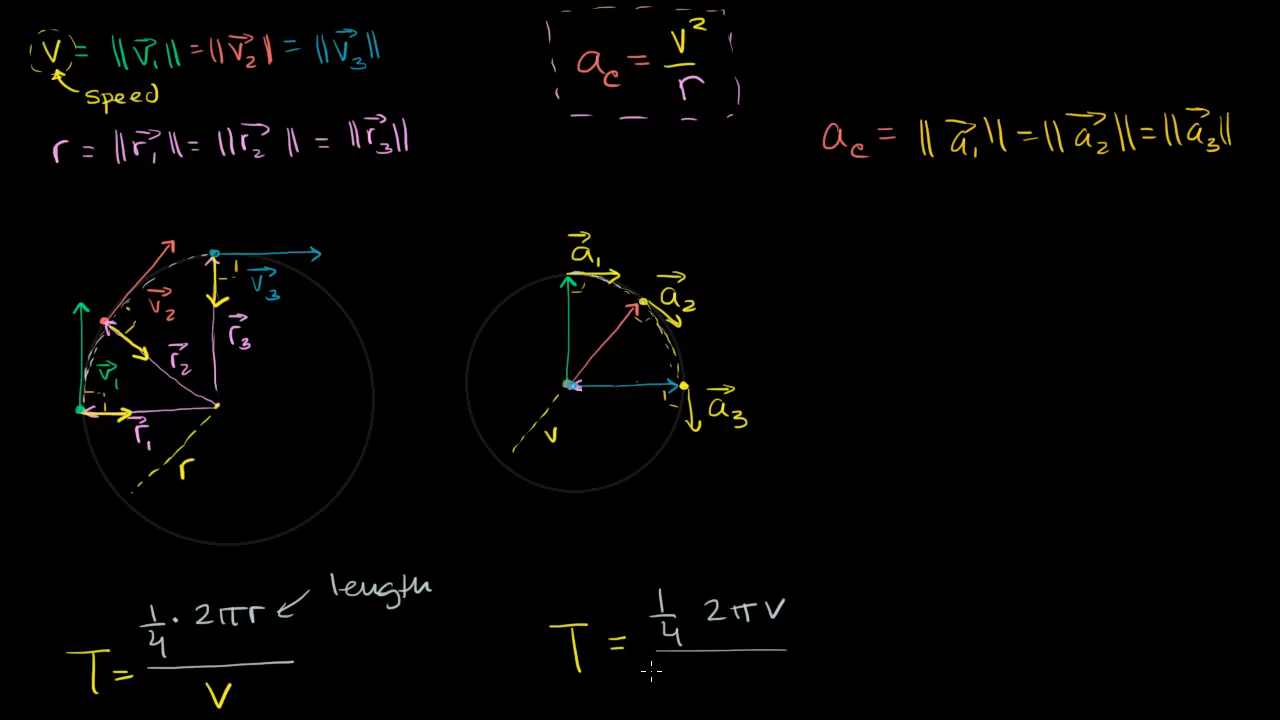 v = ||v⃗₁|| = ||v⃗₂|| = ||v⃗₃||
speed
r = ||r⃗₁|| = ||r⃗₂|| = ||r⃗₃||
a_c = v²/r
a_c = ||a⃗₁|| = ||a⃗₂|| = ||a⃗₃||
v⃗₁
v⃗₂
v⃗₃
r⃗₁
r⃗₂
r⃗₃
r
a⃗₁
a⃗₂
a⃗₃
v
T = (1/4 · 2πr)/v
length
T = 1/4 2πv